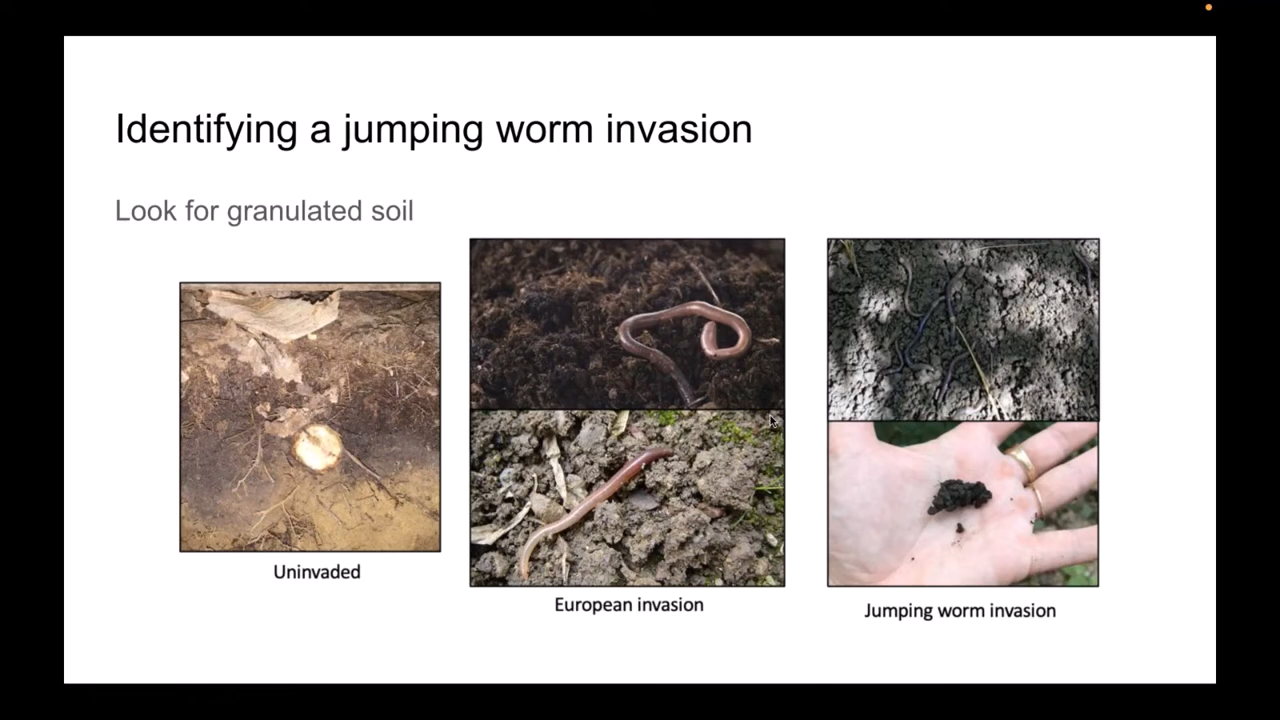 Identifying a jumping worm invasion
Look for granulated soil
Uninvaded
European invasion
Jumping worm invasion